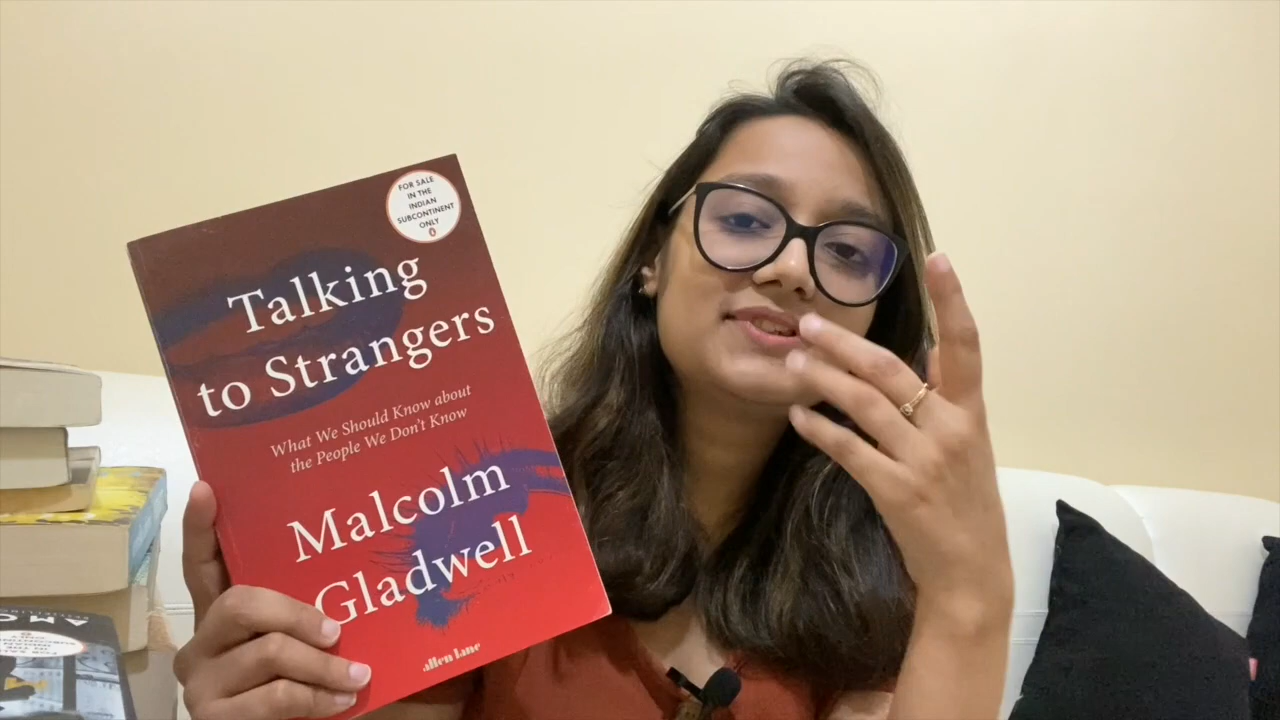 FOR SALE
IN THE
INDIAN
SUBCONTINENT
ONLY
Talking
to Strangers
What We Should Know about
the People We Don't Know
Malcolm
Gladwell
allen lane